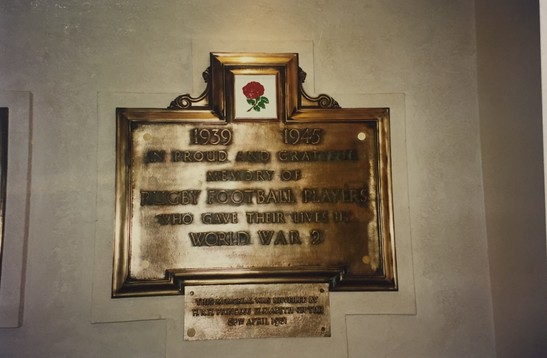 1939 1945
IN PROUD AND GRATEFUL
MEMORY OF
RUGBY FOOTBALL PLAYERS
WHO GAVE THEIR LIVES IN
WORLD WAR 2
THIS MEMORIAL WAS UNVEILED BY
H.R.H. PRINCESS ELIZABETH
APRIL